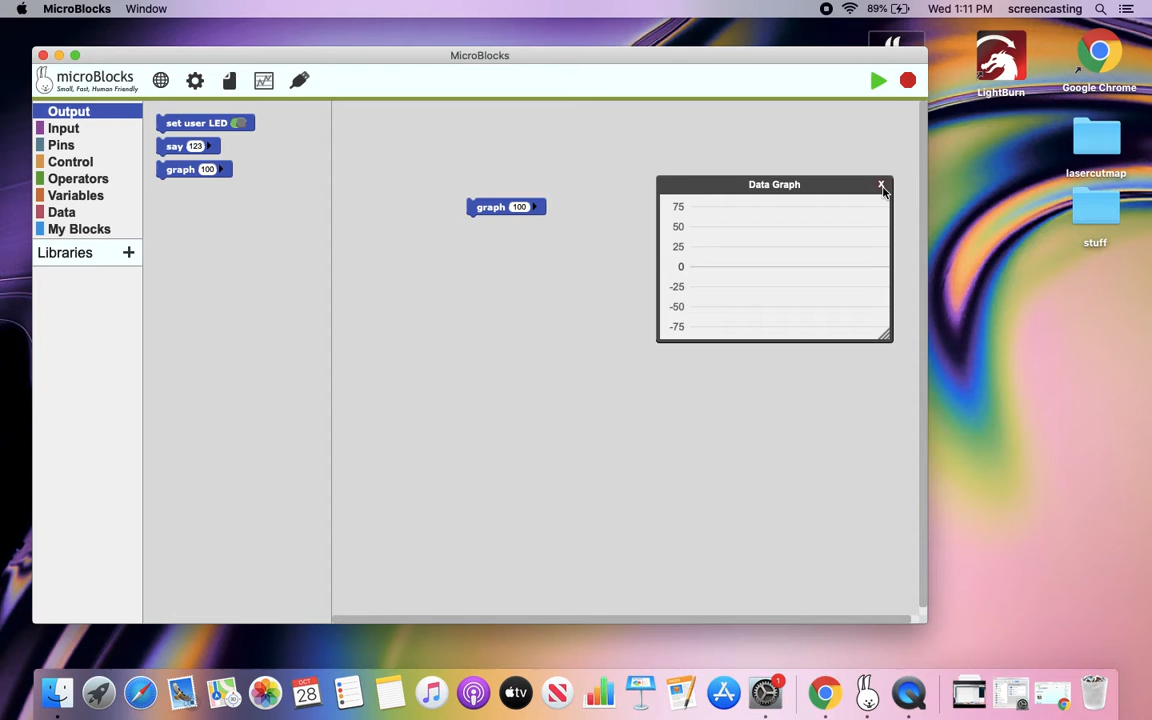 MicroBlocks Window
89% Wed 1:11 PM screencasting
MicroBlocks
microBlocks
Small, Fast, Human Friendly
LightBurn
Google Chrome
Output
Input
Pins
Control
Operators
Variables
Data
My Blocks
Libraries +
set user LED
say 123
graph 100
graph 100
Data Graph X
75
50
25
0
-25
-50
-75
lasercutmap
stuff
OCT
28
tv
1